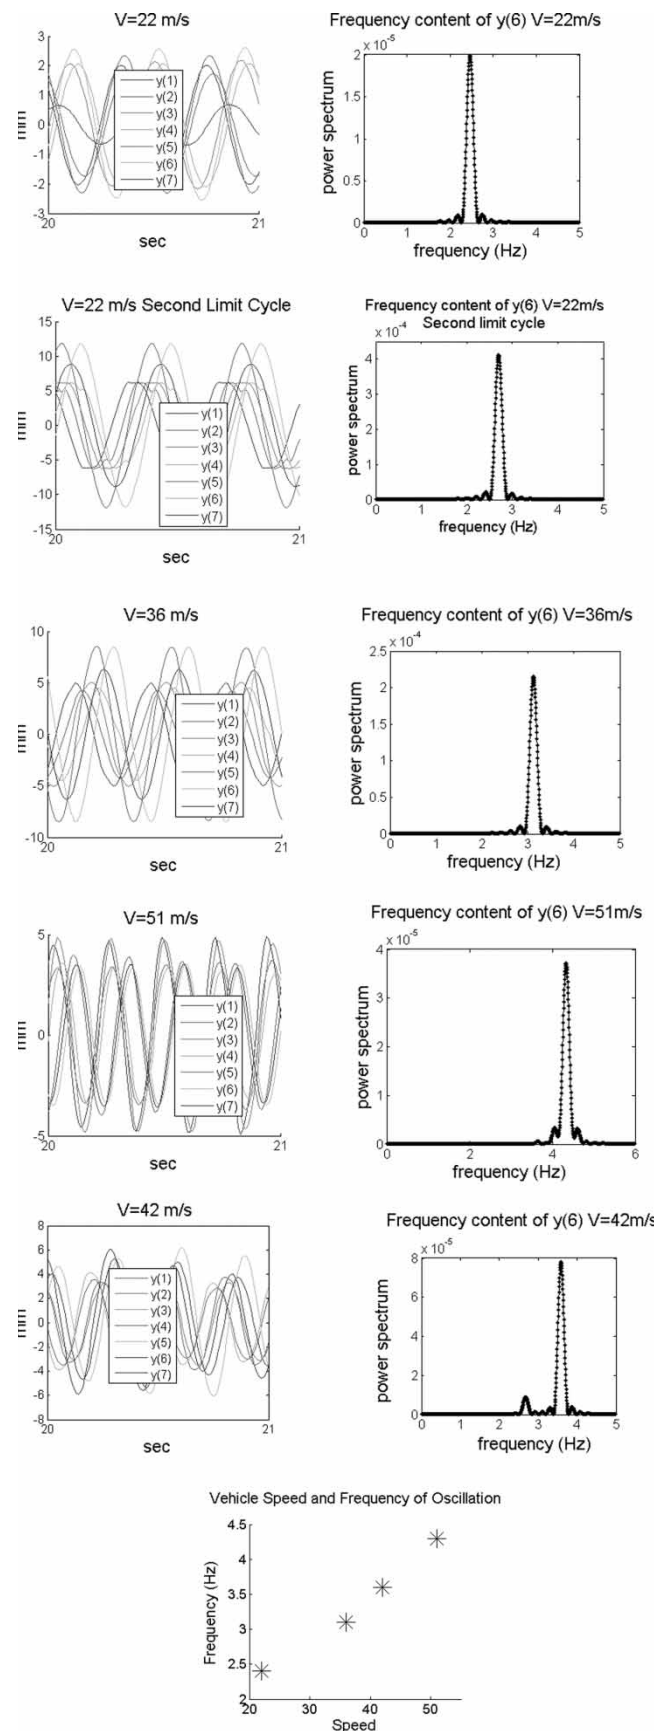 V=22 m/s
3
2
1
0
-1
-2
-3
mm
y(1)
y(2)
y(3)
y(4)
y(5)
y(6)
y(7)
20
21
sec
Frequency content of y(6) V=22m/s
x 10^-5
2
1.5
1
0.5
0
power spectrum
0 1 2 3 4 5
frequency (Hz)
V=22 m/s Second Limit Cycle
15
10
5
0
-5
-10
-15
mm
y(1)
y(2)
y(3)
y(4)
y(5)
y(6)
y(7)
20
21
sec
Frequency content of y(6) V=22m/s
Second limit cycle
x 10^-4
4
3
2
1
0
power spectrum
0 1 2 3 4 5
frequency (Hz)
V=36 m/s
10
5
0
-5
-10
mm
y(1)
y(2)
y(3)
y(4)
y(5)
y(6)
y(7)
20
21
sec
Frequency content of y(6) V=36m/s
x 10^-4
2.5
2
1.5
1
0.5
0
power spectrum
0 1 2 3 4 5
frequency (Hz)
V=51 m/s
5
0
-5
mm
y(1)
y(2)
y(3)
y(4)
y(5)
y(6)
y(7)
20
21
sec
Frequency content of y(6) V=51m/s
x 10^-5
4
3
2
1
0
power spectrum
0 2 4 6
frequency (Hz)
V=42 m/s
8
6
4
2
0
-2
-4
-6
-8
mm
y(1)
y(2)
y(3)
y(4)
y(5)
y(6)
y(7)
20
21
sec
Frequency content of y(6) V=42m/s
x 10^-5
8
6
4
2
0
power spectrum
0 1 2 3 4 5
frequency (Hz)
Vehicle Speed and Frequency of Oscillation
4.5
4
3.5
3
2.5
2
Frequency (Hz)
20 30 40 50
Speed